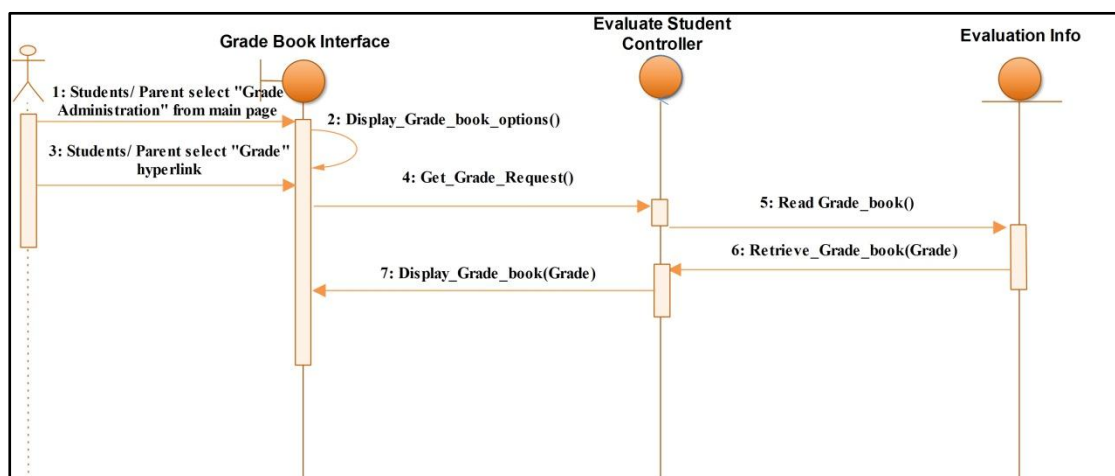 Grade Book Interface
Evaluate Student
Controller
Evaluation Info
1: Students/ Parent select "Grade
Administration" from main page
2: Display_Grade_book_options()
3: Students/ Parent select "Grade"
hyperlink
4: Get_Grade_Request()
5: Read Grade_book()
6: Retrieve_Grade_book(Grade)
7: Display_Grade_book(Grade)